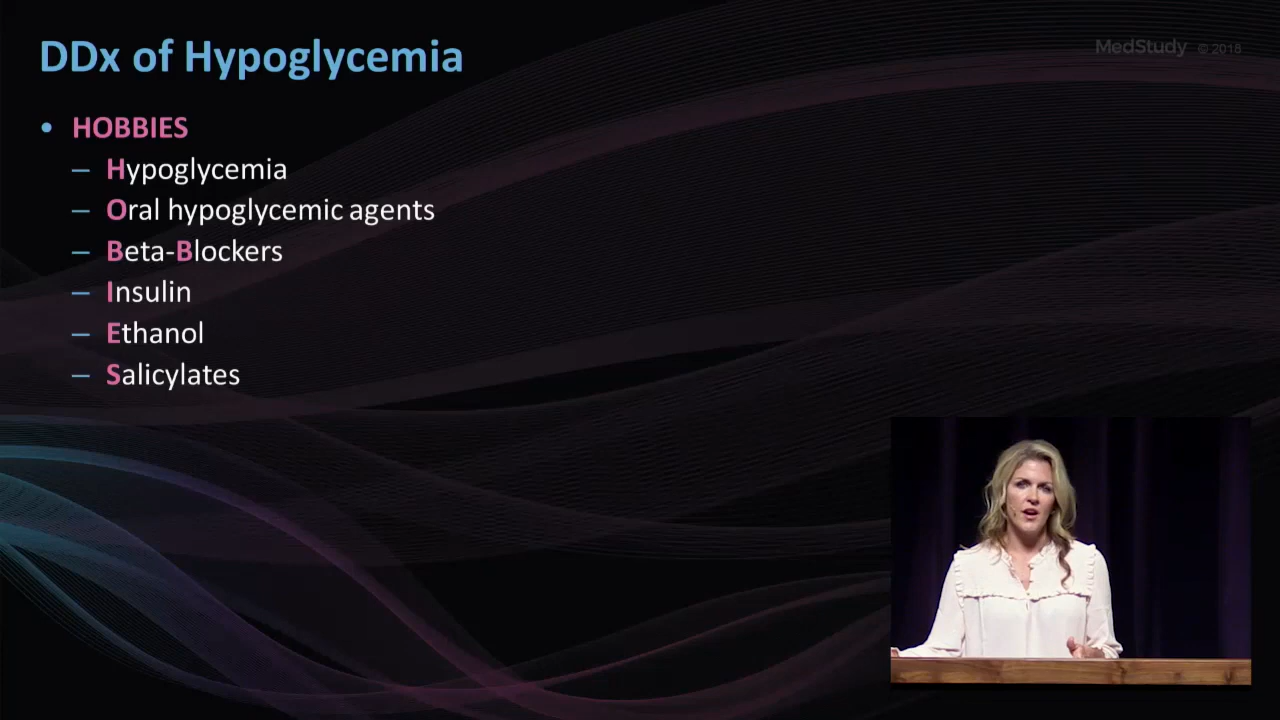 DDx of Hypoglycemia
MedStudy © 2018
• HOBBIES
– Hypoglycemia
– Oral hypoglycemic agents
– Beta-Blockers
– Insulin
– Ethanol
– Salicylates